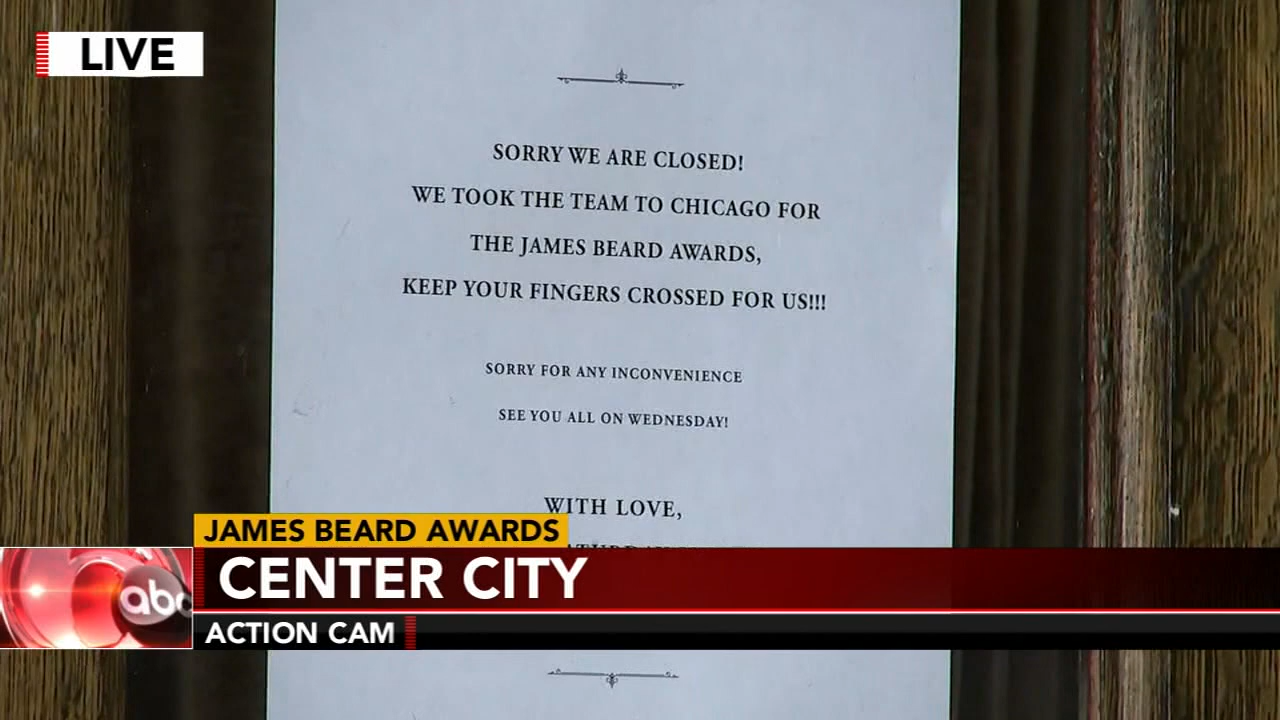 LIVE
SORRY WE ARE CLOSED!
WE TOOK THE TEAM TO CHICAGO FOR
THE JAMES BEARD AWARDS,
KEEP YOUR FINGERS CROSSED FOR US!!!
SORRY FOR ANY INCONVENIENCE
SEE YOU ALL ON WEDNESDAY!
WITH LOVE,
JAMES BEARD AWARDS
CENTER CITY
abc
ACTION CAM